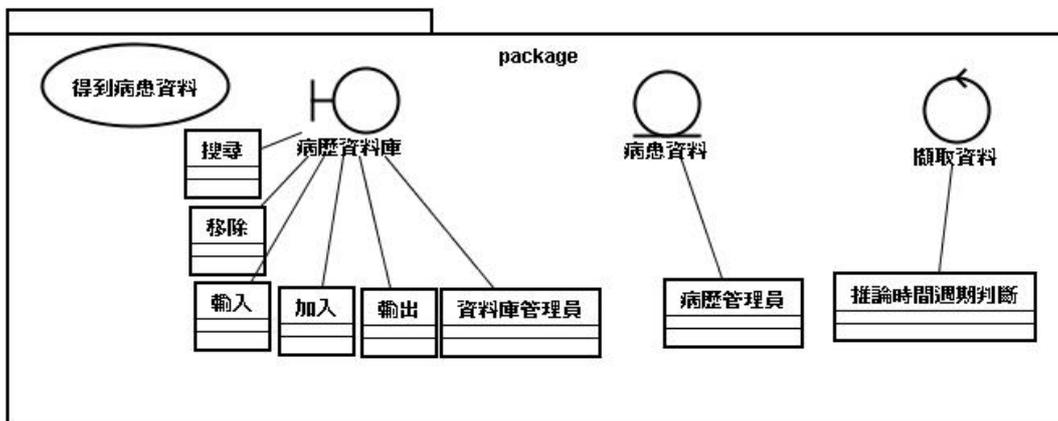 package
得到病患資料
病歷資料庫
病患資料
擷取資料
搜尋
移除
輸入
加入
輸出
資料庫管理員
病歷管理員
推論時間週期判斷